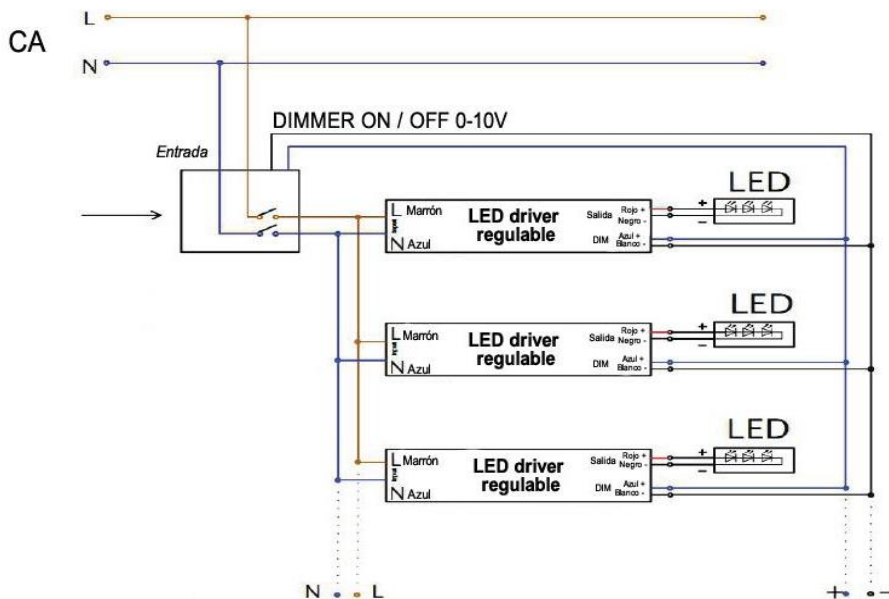 L
CA
N
DIMMER ON / OFF 0-10V
Entrada
LED
L Marrón
LED driver
regulable
Salida
Rojo +
Negro -
+
−
N Azul
DIM
Azul +
Blanco -
LED
L Marrón
LED driver
regulable
Salida
Rojo +
Negro -
+
−
N Azul
DIM
Azul +
Blanco -
LED
L Marrón
LED driver
regulable
Salida
Rojo +
Negro -
+
−
N Azul
DIM
Azul +
Blanco -
N L + −